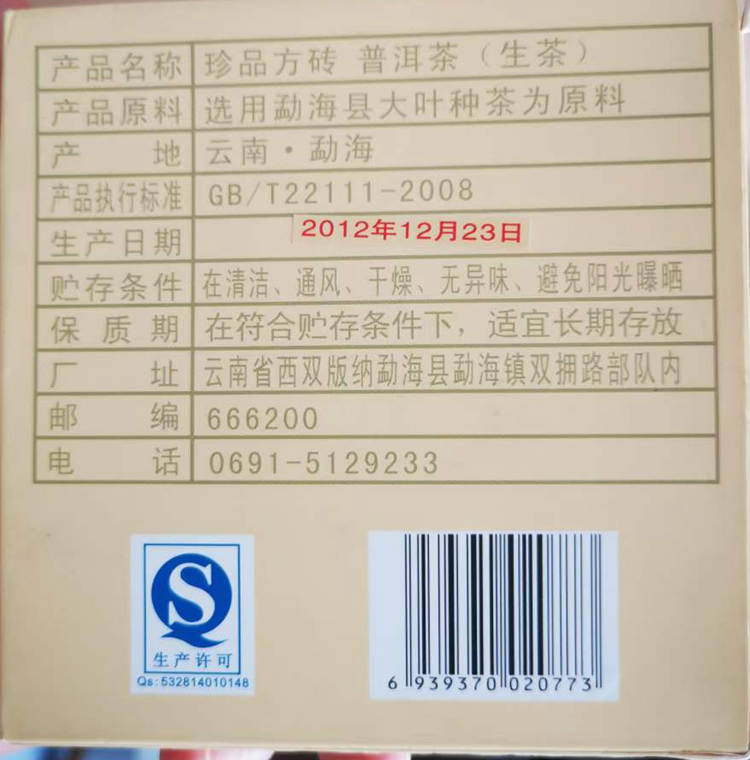 产品名称 珍品方砖 普洱茶（生茶）
产品原料 选用勐海县大叶种茶为原料
产地 云南·勐海
产品执行标准 GB/T22111-2008
生产日期 2012年12月23日
贮存条件 在清洁、通风、干燥、无异味、避免阳光曝晒
保质期 在符合贮存条件下，适宜长期存放
厂址 云南省西双版纳勐海县勐海镇双拥路部队内
邮编 666200
电话 0691-5129233
生产许可
Qs:532814010148
6 939370 020773